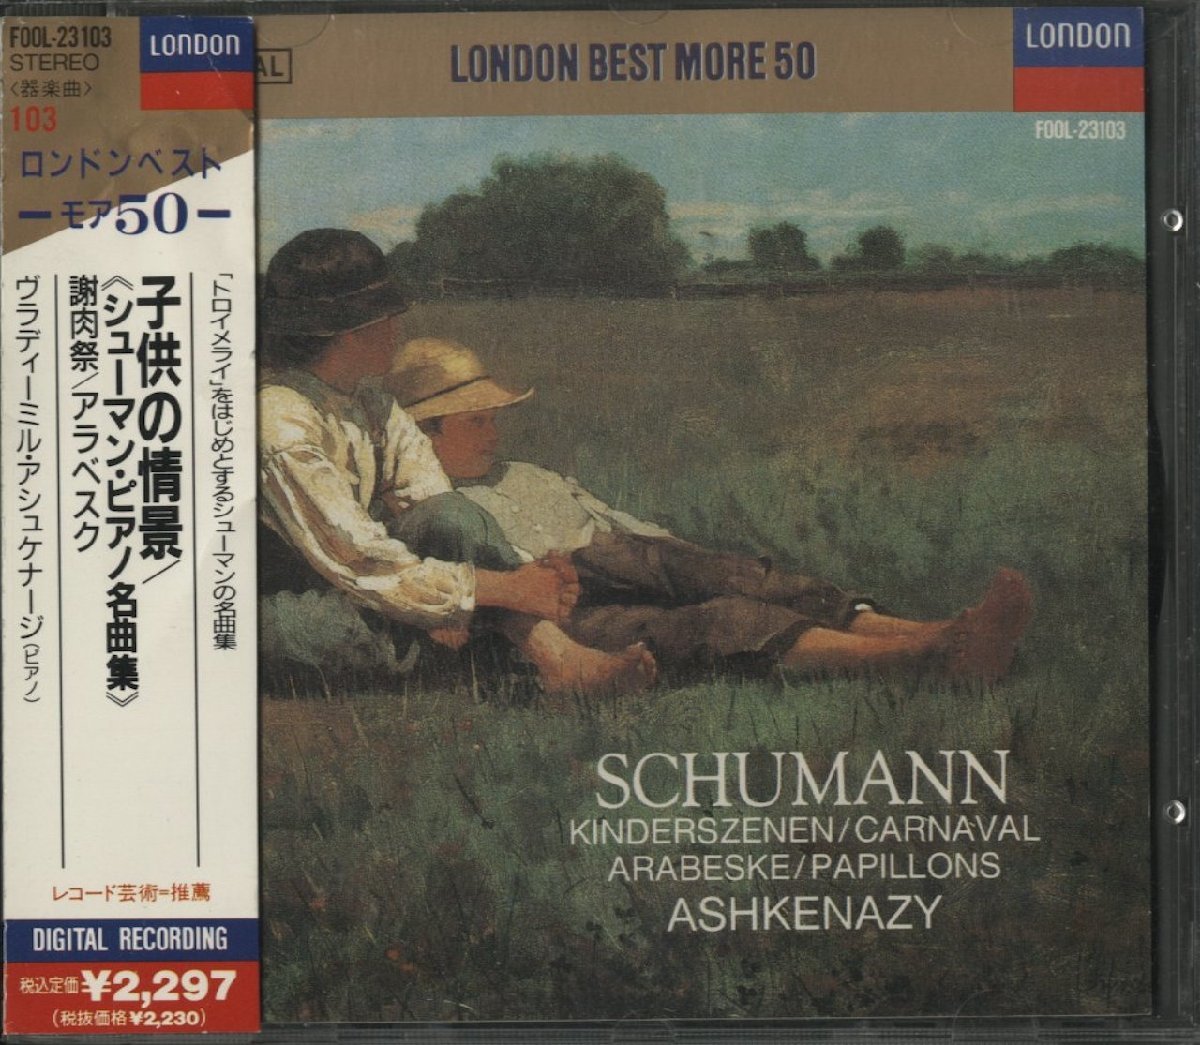 FOOL-23103
STEREO
〈器楽曲〉
103
LONDON
ロンドンベスト
ーモア50ー
「トロイメライ」をはじめとするシューマンの名曲集
子供の情景/
《シューマン・ピアノ名曲集》
謝肉祭/アラベスク
ヴラディーミル・アシュケナージ(ピアノ)
レコード芸術=推薦
DIGITAL RECORDING
税込定価¥2,297
(税抜価格¥2,230)
AL
LONDON BEST MORE 50
LONDON
FOOL-23103
SCHUMANN
KINDERSZENEN/CARNAVAL
ARABESKE/PAPILLONS
ASHKENAZY